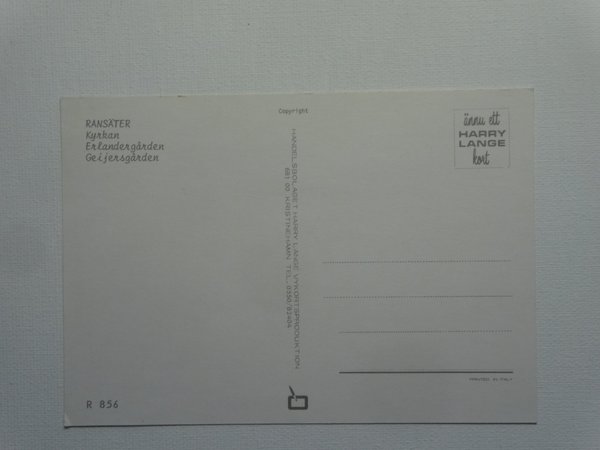 RANSÄTER
Kyrkan
Erlandergården
Geijersgården
Copyright
HANDELSBOLAGET HARRY LANGE VYKORTSPRODUKTION
681 00 KRISTINEHAMN TEL. 0550/82404
ännu ett
HARRY
LANGE
kort
PRINTED IN ITALY
R 856